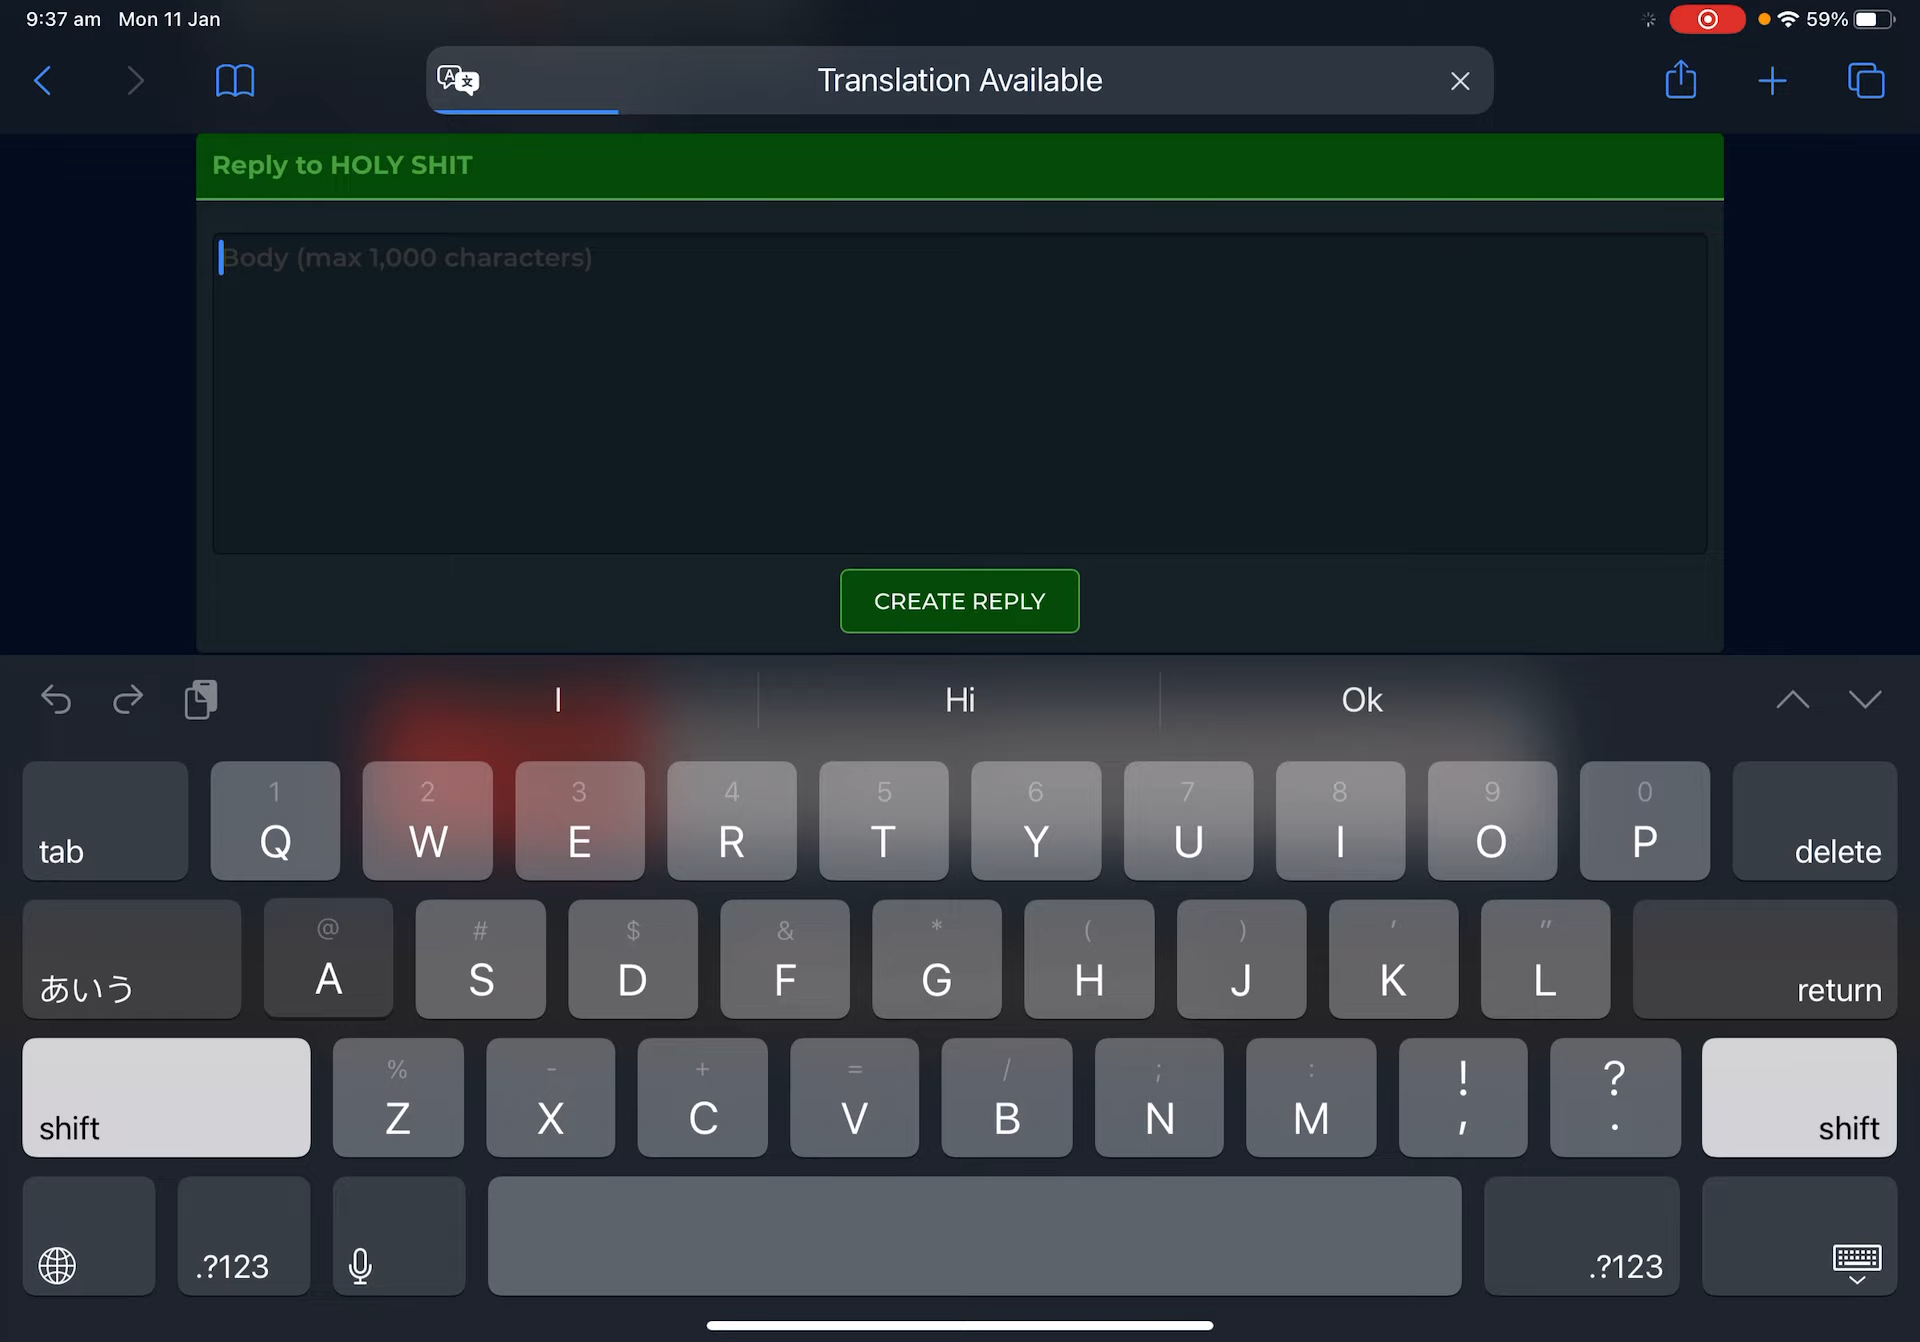 9:37 am Mon 11 Jan
59%
Translation Available
Reply to HOLY SHIT
Body (max 1,000 characters)
CREATE REPLY
I Hi Ok
1 2 3 4 5 6 7 8 9 0
tab Q W E R T Y U I O P delete
@ # $ & * ( ) ' "
あいう A S D F G H J K L return
% - + = / ; : ! ?
shift Z X C V B N M , . shift
.?123 .?123